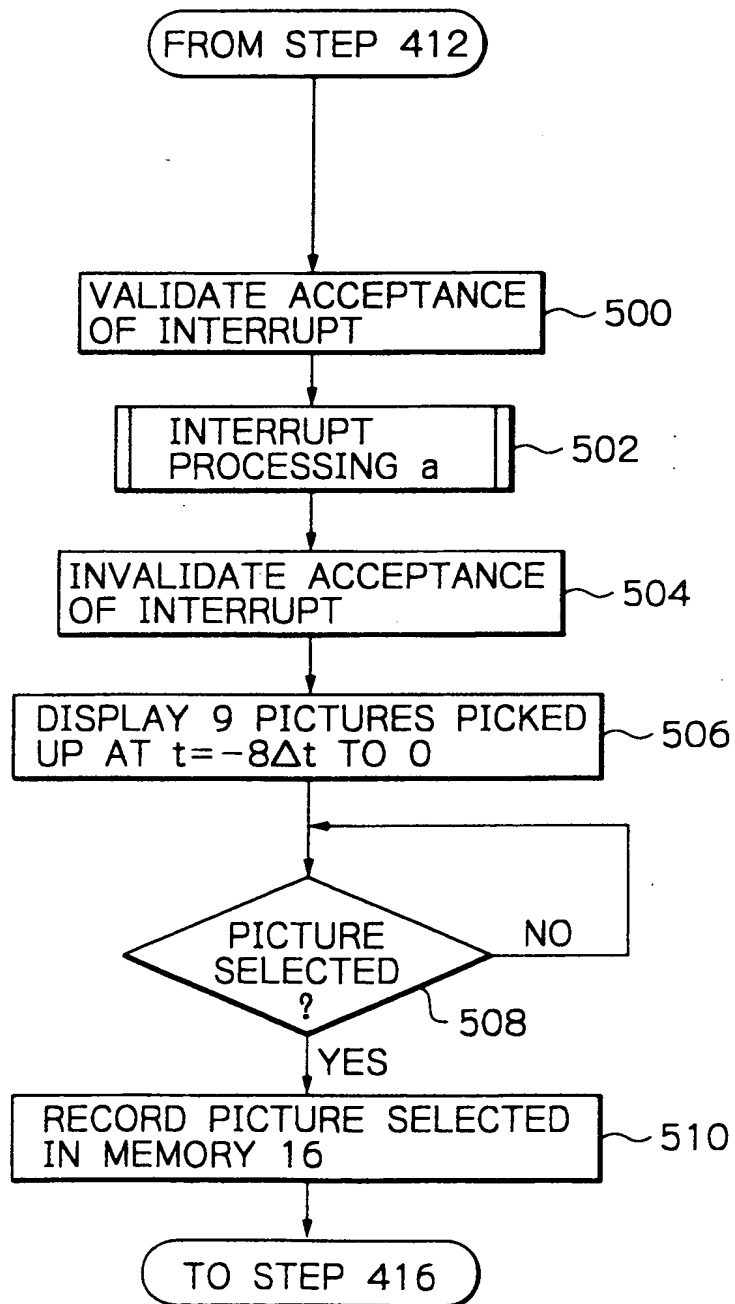 FROM STEP 412
VALIDATE ACCEPTANCE
OF INTERRUPT
500
INTERRUPT
PROCESSING a
502
INVALIDATE ACCEPTANCE
OF INTERRUPT
504
DISPLAY 9 PICTURES PICKED
UP AT t=−8Δt TO 0
506
PICTURE
SELECTED
?
NO
508
YES
RECORD PICTURE SELECTED
IN MEMORY 16
510
TO STEP 416